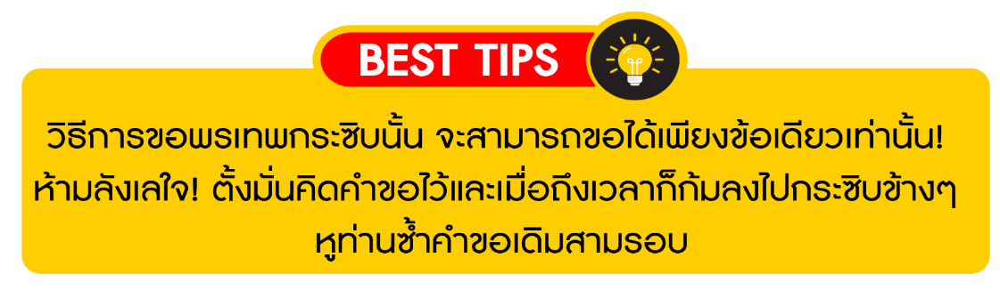 BEST TIPS
วิธีการขอพรเทพกระซิบนั้น จะสามารถขอได้เพียงข้อเดียวเท่านั้น!
ห้ามลังเลใจ! ตั้งมั่นคิดคำขอไว้และเมื่อถึงเวลาก็ก้มลงไปกระซิบข้างๆ
หูท่านซ้ำคำขอเดิมสามรอบ